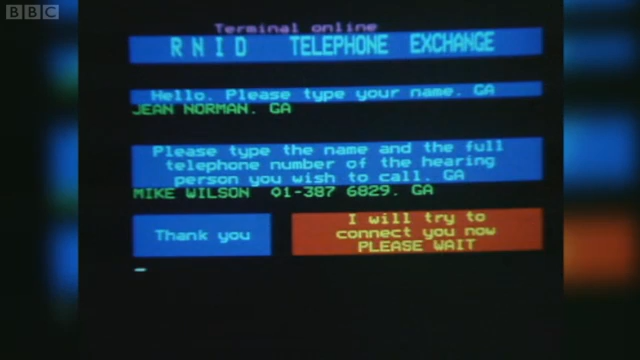 BBC
Terminal online
RNID TELEPHONE EXCHANGE
Hello. Please type your name. GA
JEAN NORMAN. GA
Please type the name and the full
telephone number of the hearing
person you wish to call. GA
MIKE WILSON 01-387 6829. GA
Thank you
I will try to
connect you now
PLEASE WAIT